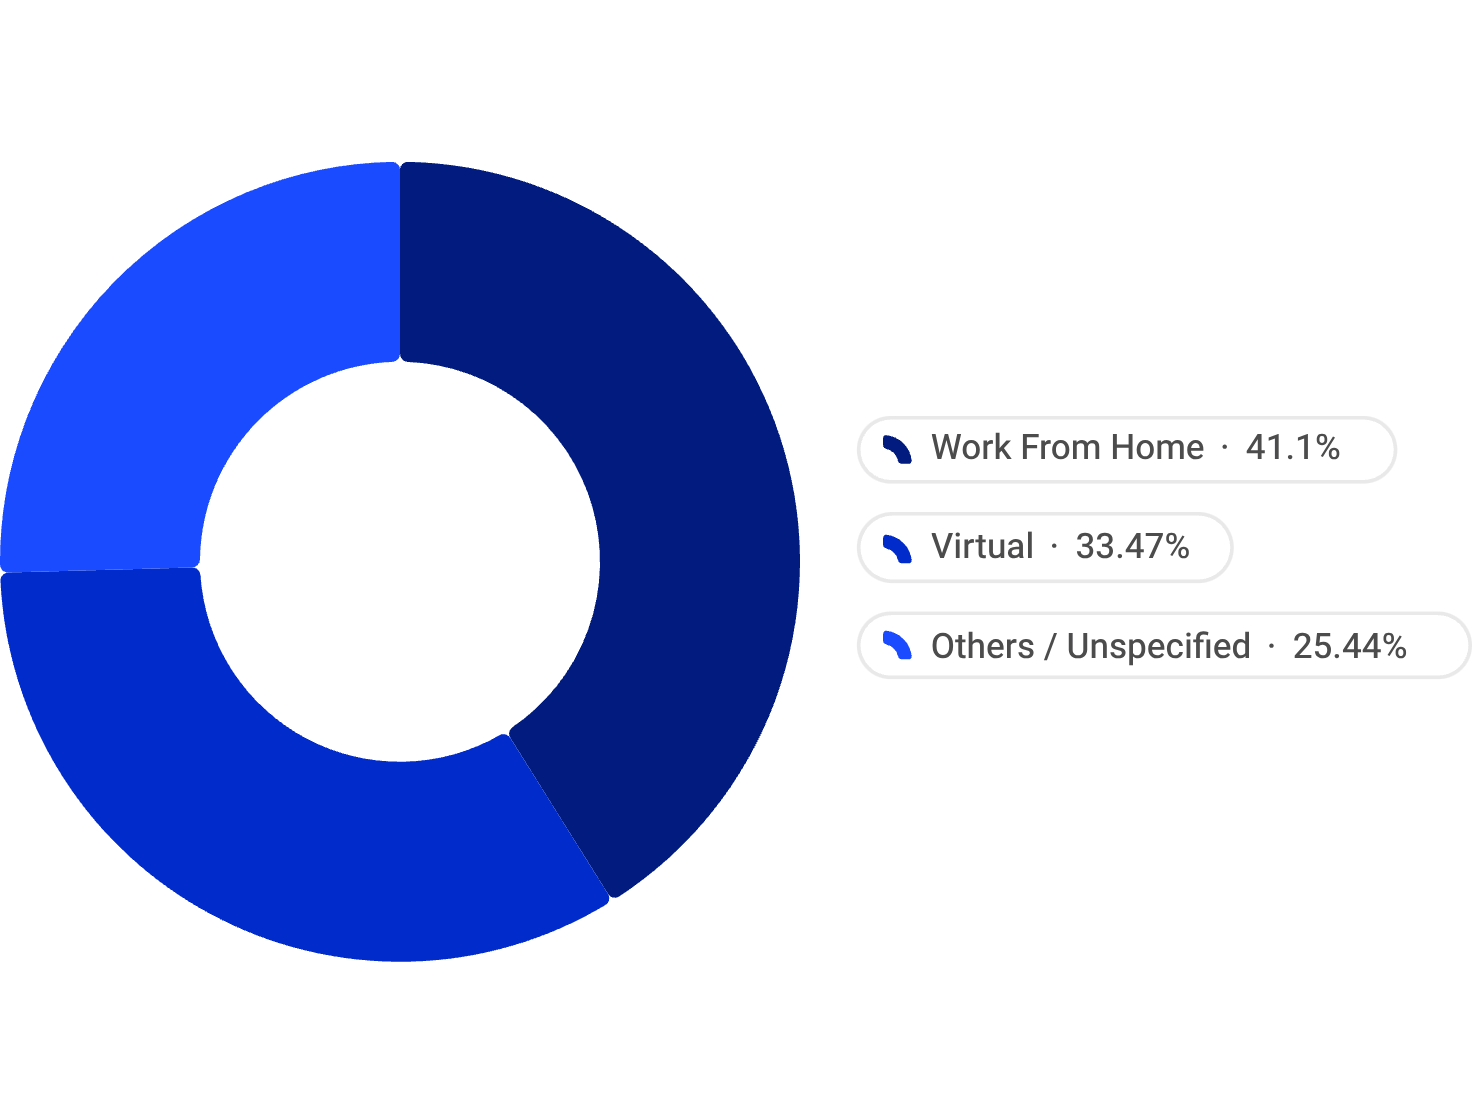 Work From Home · 41.1%
Virtual · 33.47%
Others / Unspecified · 25.44%